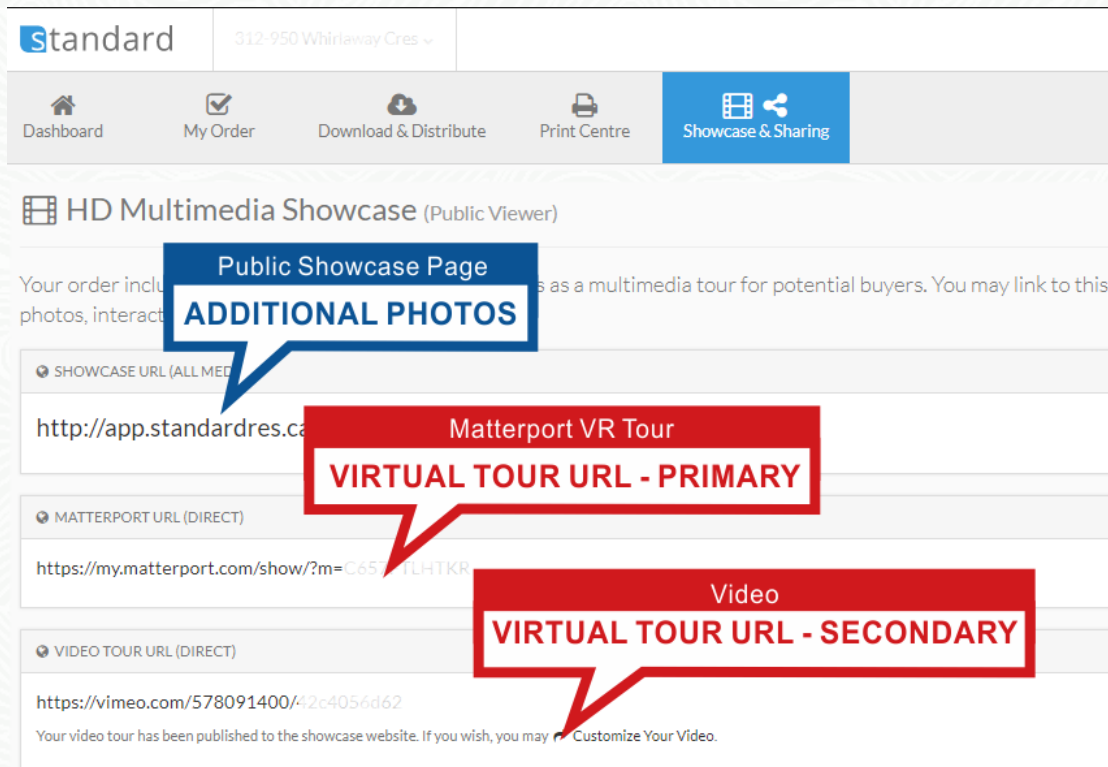 standard
312-950 Whirlaway Cres
Dashboard
My Order
Download & Distribute
Print Centre
Showcase & Sharing
HD Multimedia Showcase (Public Viewer)
Public Showcase Page
ADDITIONAL PHOTOS
Your order s as a multimedia tour for potential buyers. You may link to this
photos,
SHOWCASE URL (ALL
http://app.standardres.ca
Matterport VR Tour
VIRTUAL TOUR URL - PRIMARY
MATTERPORT URL (DIRECT)
https://my.matterport.com/show/?m=
Video
VIRTUAL TOUR URL - SECONDARY
VIDEO TOUR URL (DIRECT)
https://vimeo.com/578091400/42c4056d62
Your video tour has been published to the showcase website. If you wish, you may Customize Your Video.